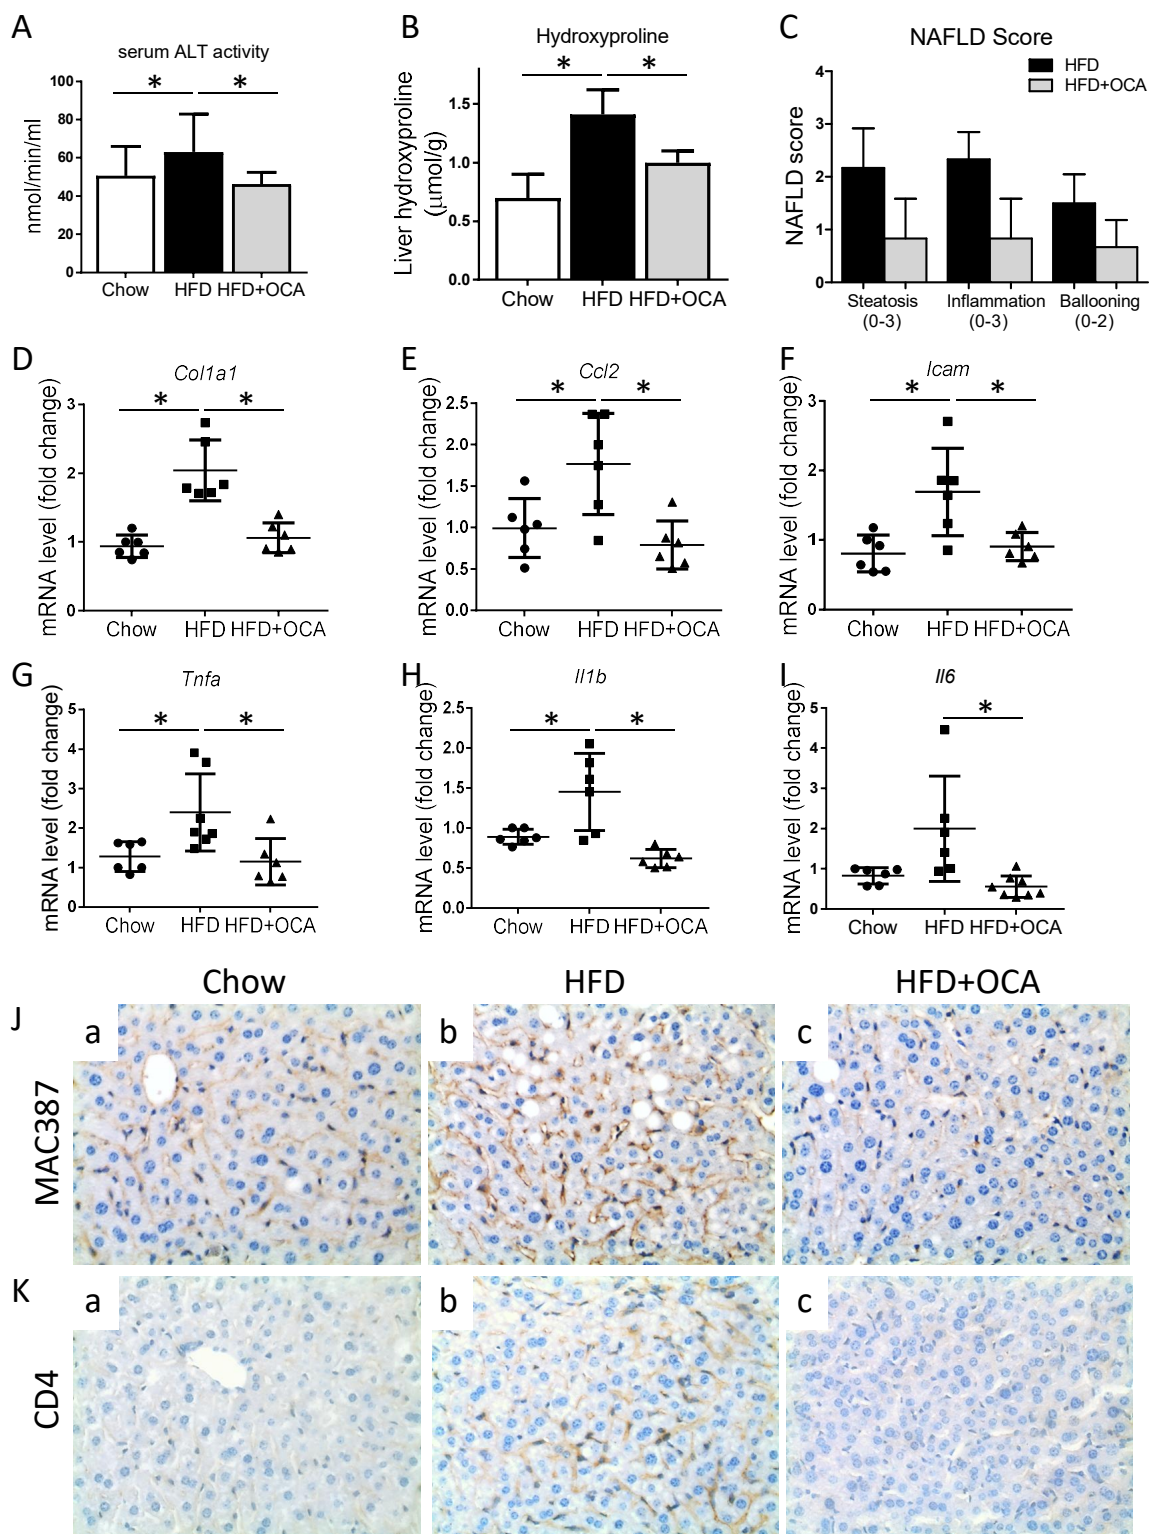 A
serum ALT activity
*
*
nmol/min/ml
100
80
60
40
20
0
Chow
HFD
HFD+OCA
B
Hydroxyproline
*
*
Liver hydroxyproline
(μmol/g)
1.5
1.0
0.5
0.0
Chow
HFD
HFD+OCA
C
NAFLD Score
HFD
HFD+OCA
NAFLD score
4
3
2
1
0
Steatosis
(0-3)
Inflammation
(0-3)
Ballooning
(0-2)
D
Col1a1
*
*
mRNA level (fold change)
3
2
1
0
Chow
HFD
HFD+OCA
E
Ccl2
*
*
mRNA level (fold change)
2.5
2.0
1.5
1.0
0.5
0.0
Chow
HFD
HFD+OCA
F
Icam
*
*
mRNA level (fold change)
3
2
1
0
Chow
HFD
HFD+OCA
G
Tnfa
*
*
mRNA level (fold change)
5
4
3
2
1
0
Chow
HFD
HFD+OCA
H
Il1b
*
*
mRNA level (fold change)
2.5
2.0
1.5
1.0
0.5
0.0
Chow
HFD
HFD+OCA
I
Il6
*
mRNA level (fold change)
5
4
3
2
1
0
Chow
HFD
HFD+OCA
Chow
HFD
HFD+OCA
J
MAC387
a
b
c
K
CD4
a
b
c